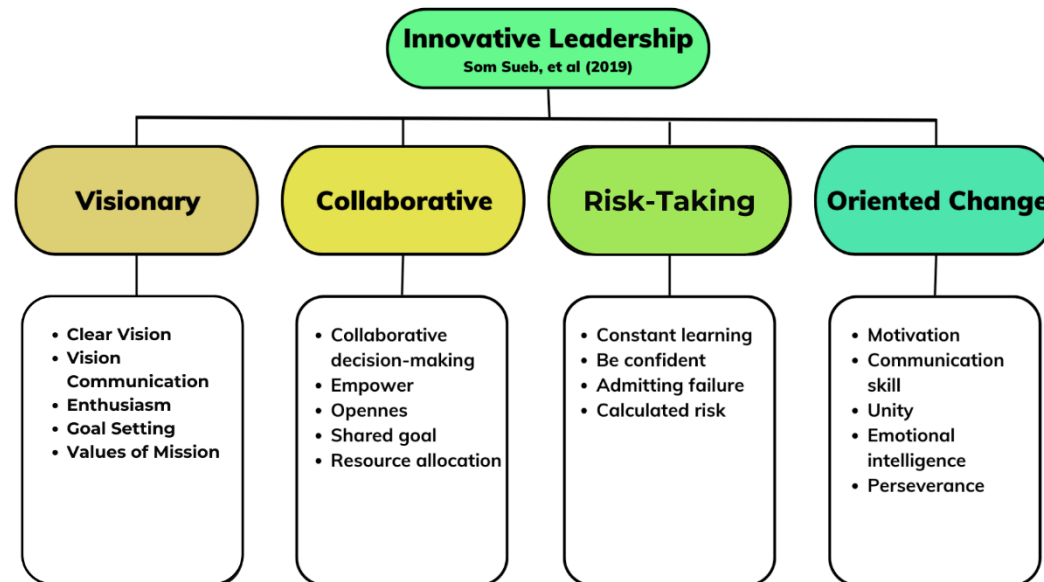 Innovative Leadership
Som Sueb, et al (2019)
Visionary
Collaborative
Risk-Taking
Oriented Change
• Clear Vision
• Vision
Communication
• Enthusiasm
• Goal Setting
• Values of Mission
• Collaborative
decision-making
• Empower
• Opennes
• Shared goal
• Resource allocation
• Constant learning
• Be confident
• Admitting failure
• Calculated risk
• Motivation
• Communication
skill
• Unity
• Emotional
intelligence
• Perseverance